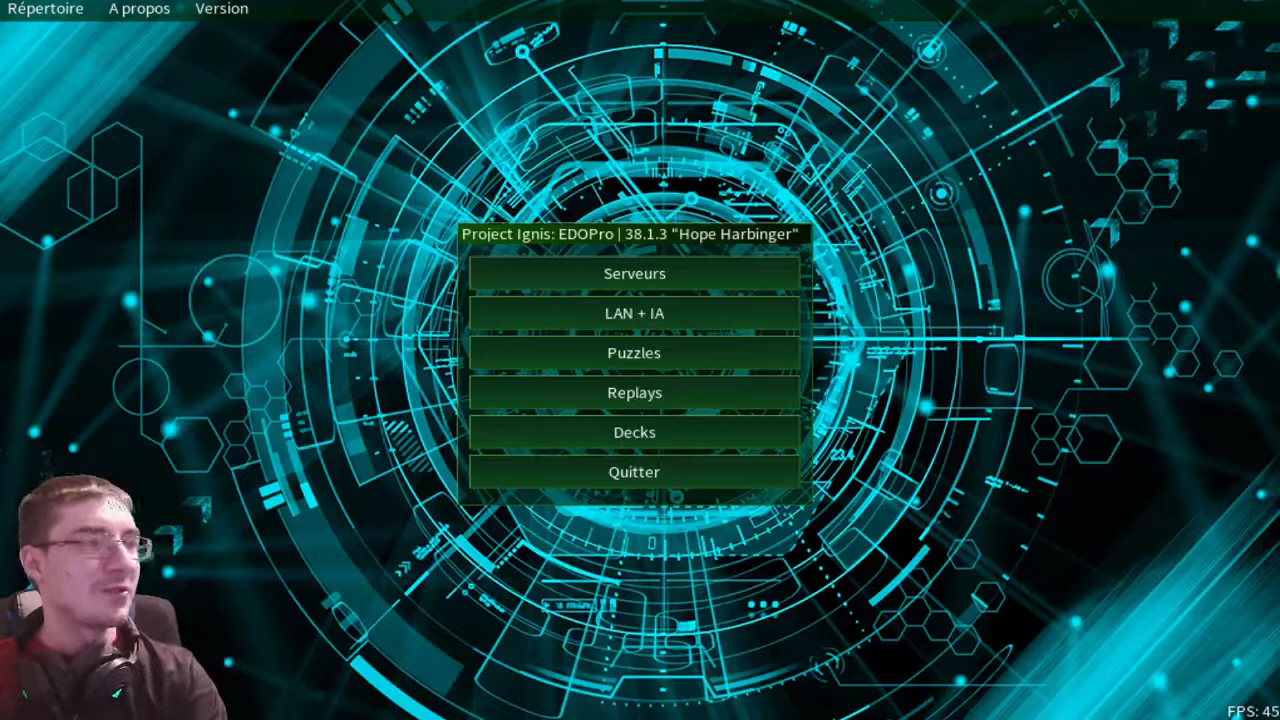 Répertoire A propos Version
Project Ignis: EDOPro | 38.1.3 "Hope Harbinger"
Serveurs
LAN + IA
Puzzles
Replays
Decks
Quitter
FPS: 45